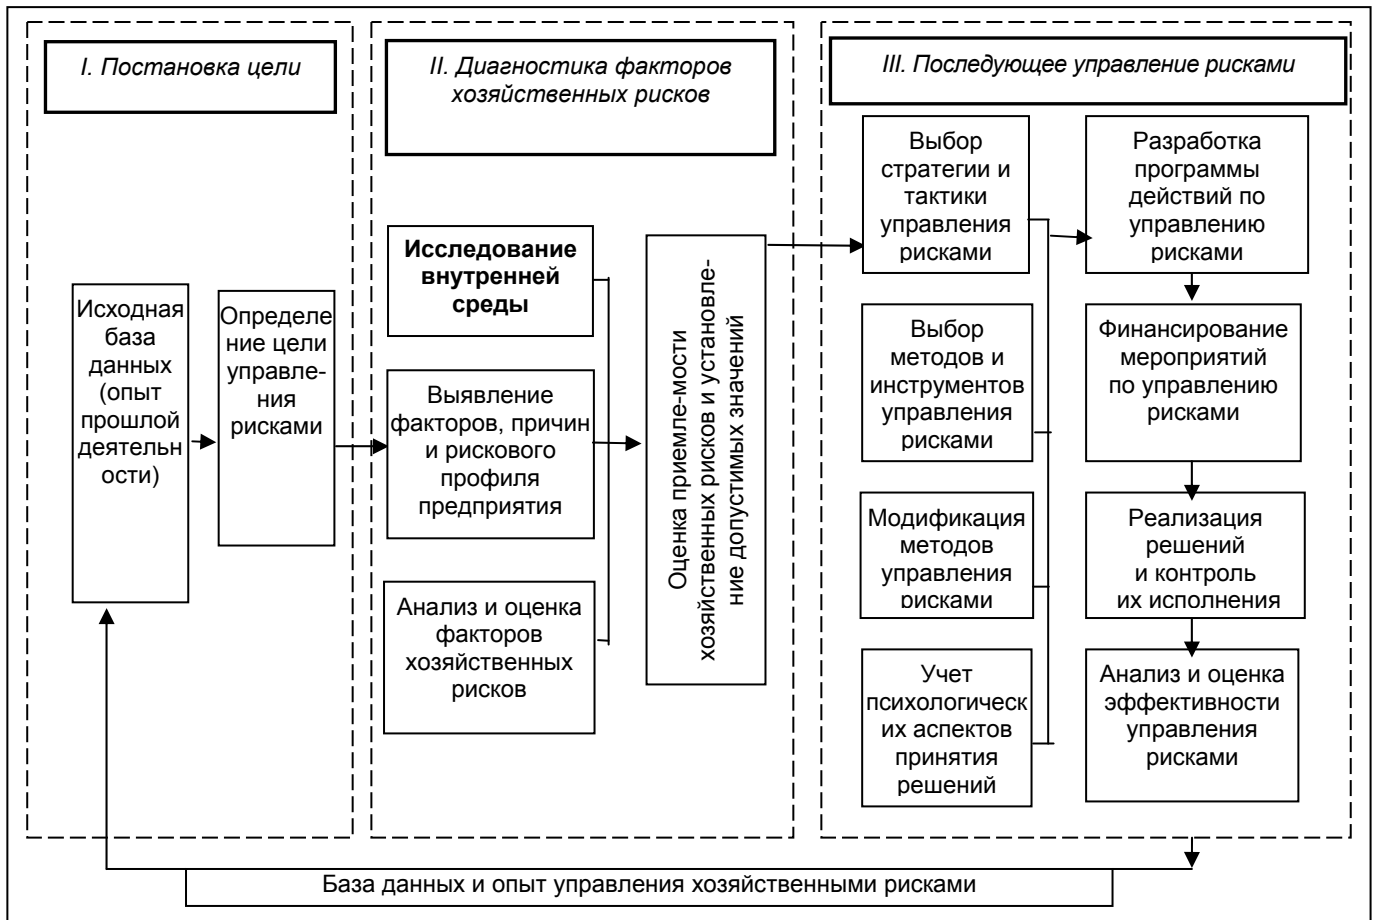 I. Постановка цели
II. Диагностика факторов
хозяйственных рисков
III. Последующее управление рисками
Исходная
база
данных
(опыт
прошлой
деятельн
ости)
Определе
ние цели
управле-
ния
рисками
Исследование
внутренней
среды
Выявление
факторов, причин
и рискового
профиля
предприятия
Анализ и оценка
факторов
хозяйственных
рисков
Оценка приемле-мости
хозяйственных рисков и установле-
ние допустимых значений
Выбор
стратегии и
тактики
управления
рисками
Выбор
методов и
инструментов
управления
рисками
Модификация
методов
управления
рисками
Учет
психологическ
их аспектов
принятия
решений
Разработка
программы
действий по
управлению
рисками
Финансирование
мероприятий
по управлению
рисками
Реализация
решений
и контроль
их исполнения
Анализ и оценка
эффективности
управления
рисками
База данных и опыт управления хозяйственными рисками